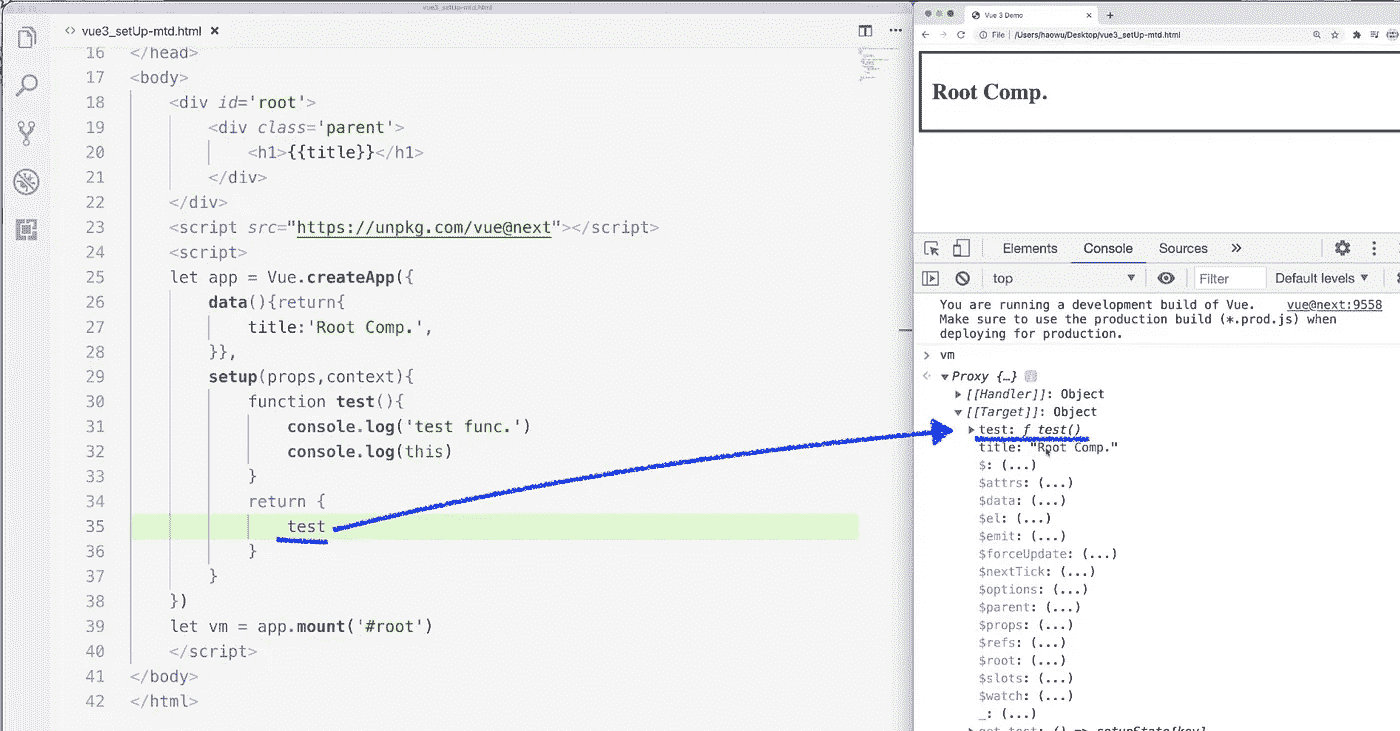 vue3_setUp-mtd.html
vue3_setUp-mtd.html
16 </head>
17 <body>
18 <div id='root'>
19 <div class='parent'>
20 <h1>{{title}}</h1>
21 </div>
22 </div>
23 <script src="https://unpkg.com/vue@next"></script>
24 <script>
25 let app = Vue.createApp({
26 data(){return{
27 title:'Root Comp.',
28 }},
29 setup(props,context){
30 function test(){
31 console.log('test func.')
32 console.log(this)
33 }
34 return {
35 test
36 }
37 }
38 })
39 let vm = app.mount('#root')
40 </script>
41 </body>
42 </html>
Vue 3 Demo
File /Users/haowu/Desktop/vue3_setUp-mtd.html
Root Comp.
Elements Console Sources
top Filter Default levels
You are running a development build of Vue. vue@next:9558
Make sure to use the production build (*.prod.js) when
deploying for production.
vm
Proxy {…}
[[Handler]]: Object
[[Target]]: Object
test: ƒ test()
title: "Root Comp."
$: (...)
$attrs: (...)
$data: (...)
$el: (...)
$emit: (...)
$forceUpdate: (...)
$nextTick: (...)
$options: (...)
$parent: (...)
$props: (...)
$refs: (...)
$root: (...)
$slots: (...)
$watch: (...)
_: (...)
get test: () => setupState[key]